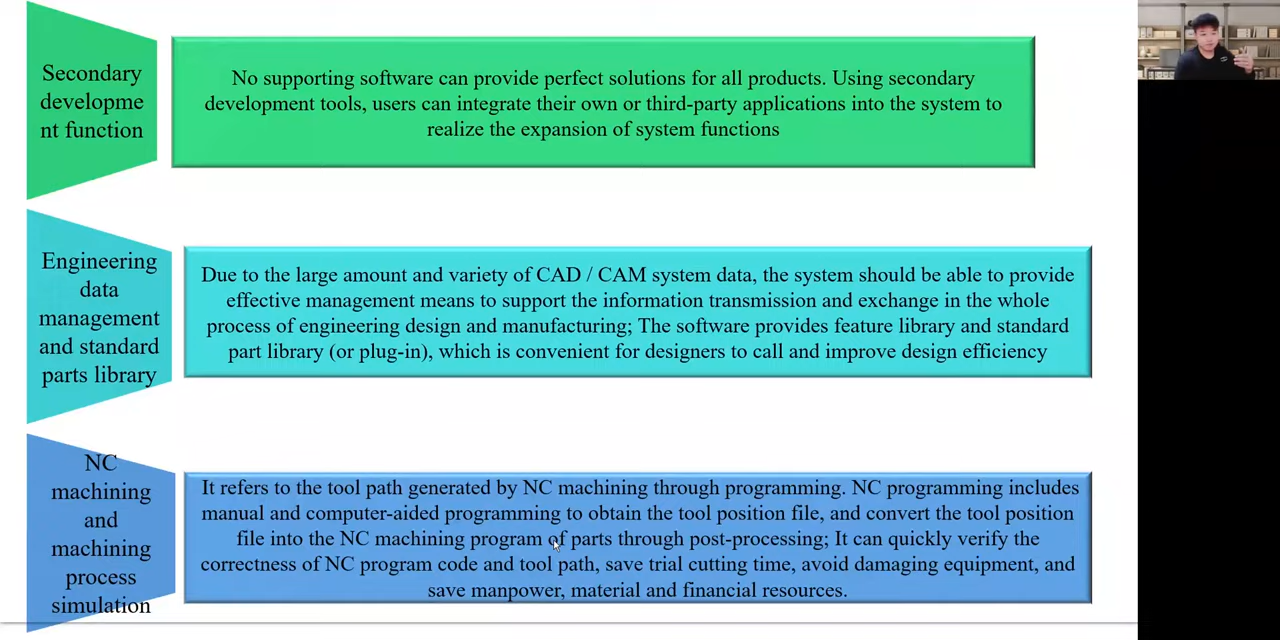 Secondary
developme
nt function
No supporting software can provide perfect solutions for all products. Using secondary
development tools, users can integrate their own or third-party applications into the system to
realize the expansion of system functions
Engineering
data
management
and standard
parts library
Due to the large amount and variety of CAD / CAM system data, the system should be able to provide
effective management means to support the information transmission and exchange in the whole
process of engineering design and manufacturing; The software provides feature library and standard
part library (or plug-in), which is convenient for designers to call and improve design efficiency
NC
machining
and
machining
process
simulation
It refers to the tool path generated by NC machining through programming. NC programming includes
manual and computer-aided programming to obtain the tool position file, and convert the tool position
file into the NC machining program of parts through post-processing; It can quickly verify the
correctness of NC program code and tool path, save trial cutting time, avoid damaging equipment, and
save manpower, material and financial resources.